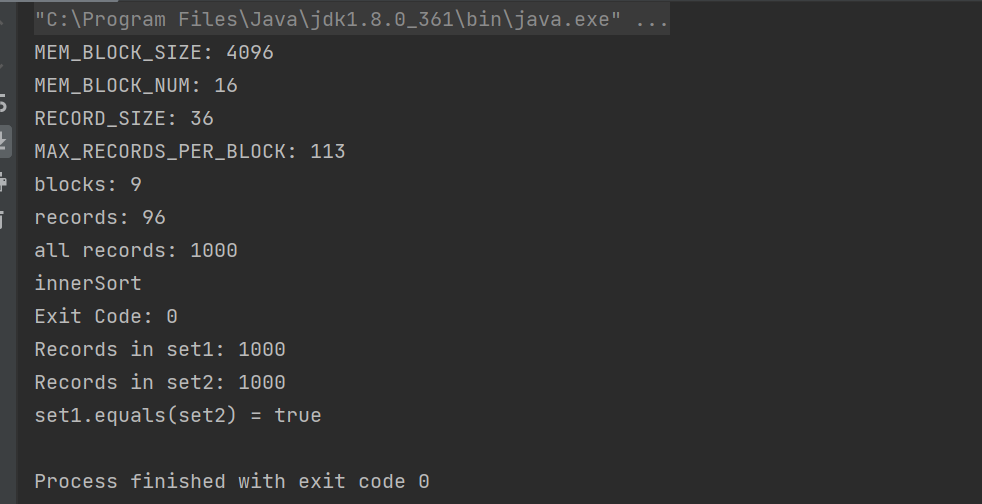 "C:\Program Files\Java\jdk1.8.0_361\bin\java.exe" ...
MEM_BLOCK_SIZE: 4096
MEM_BLOCK_NUM: 16
RECORD_SIZE: 36
MAX_RECORDS_PER_BLOCK: 113
blocks: 9
records: 96
all records: 1000
innerSort
Exit Code: 0
Records in set1: 1000
Records in set2: 1000
set1.equals(set2) = true
Process finished with exit code 0